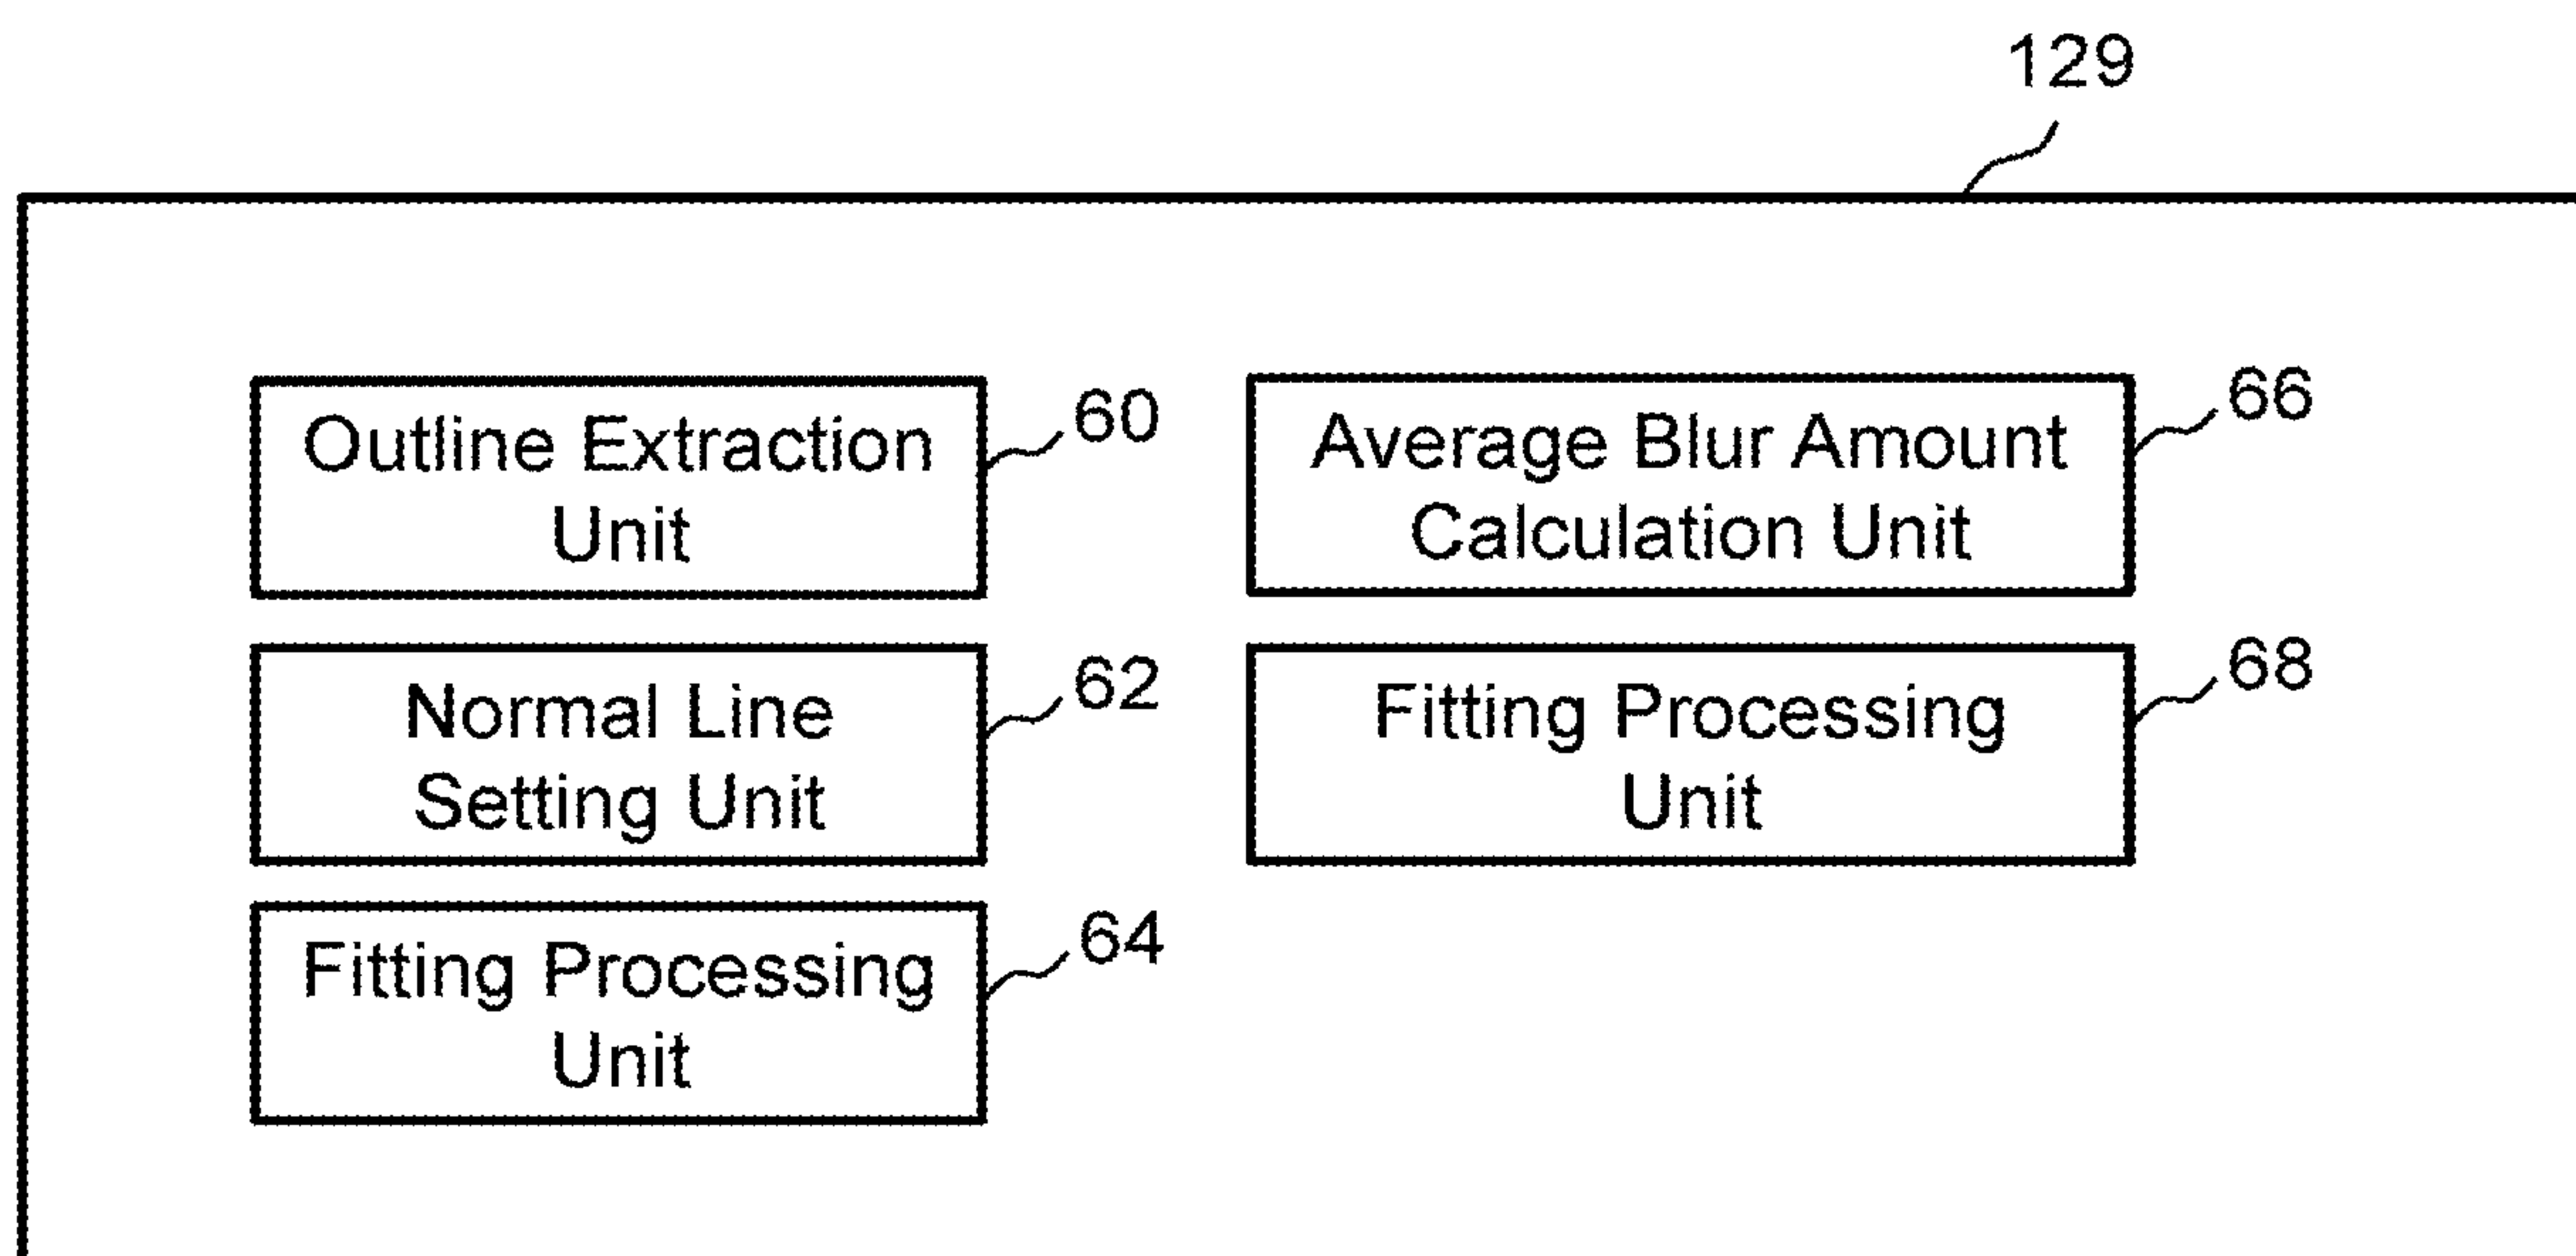 129
Outline Extraction
Unit
60
Normal Line
Setting Unit
62
Fitting Processing
Unit
64
Average Blur Amount
Calculation Unit
66
Fitting Processing
Unit
68